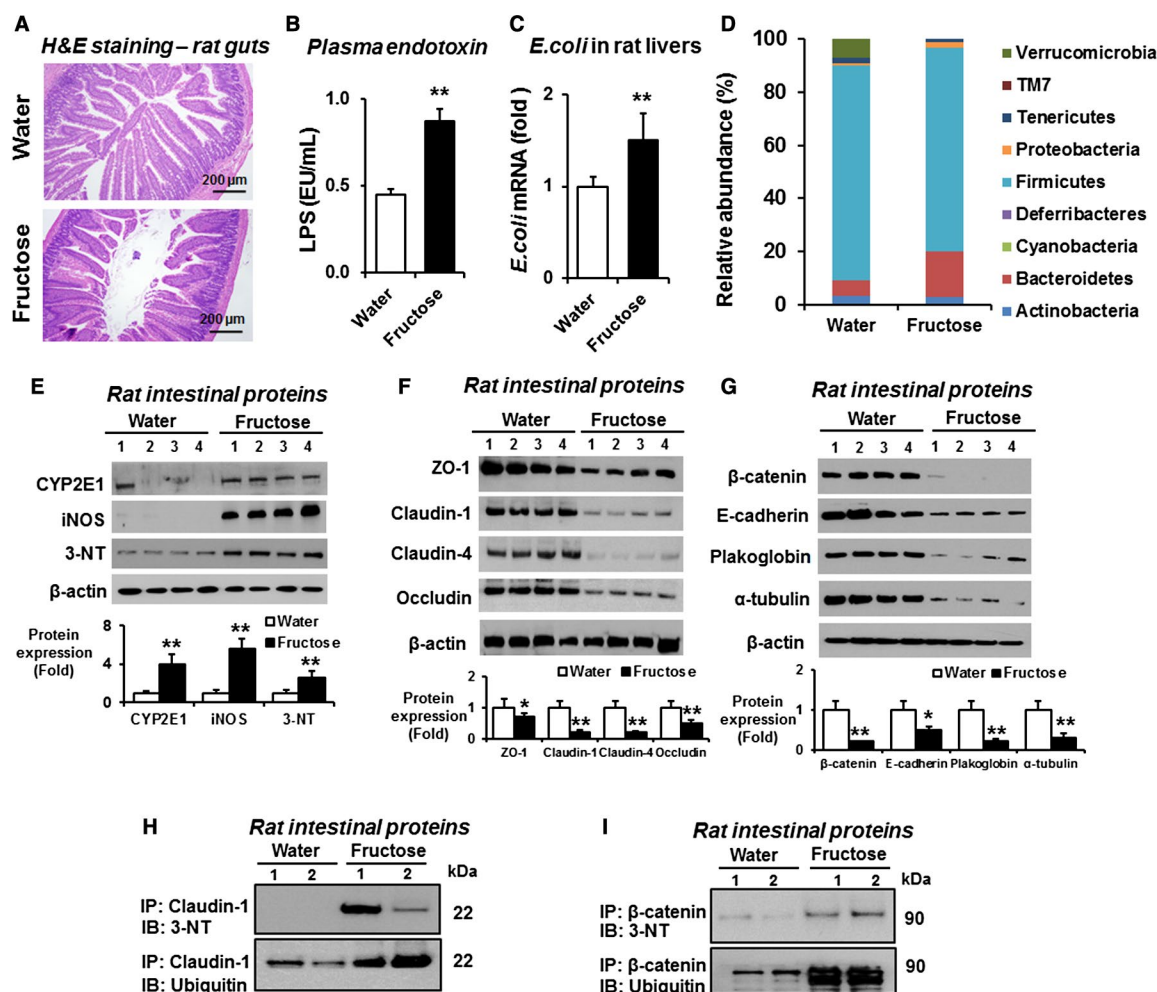 A
H&E staining – rat guts
Water
200 µm
Fructose
200 µm
B
Plasma endotoxin
LPS (EU/mL)
1.0
**
0.5
0.0
Water
Fructose
C
E.coli in rat livers
E.coli mRNA (fold )
2
**
1
0
Water
Fructose
D
Relative abundance (%)
100
80
60
40
20
0
Water Fructose
Verrucomicrobia
TM7
Tenericutes
Proteobacteria
Firmicutes
Deferribacteres
Cyanobacteria
Bacteroidetes
Actinobacteria
E
Rat intestinal proteins
Water Fructose
1 2 3 4 1 2 3 4
CYP2E1
iNOS
3-NT
β-actin
Water
Fructose
Protein
expression
(Fold)
8
4
0
** ** **
CYP2E1 iNOS 3-NT
F
Rat intestinal proteins
Water Fructose
1 2 3 4 1 2 3 4
ZO-1
Claudin-1
Claudin-4
Occludin
β-actin
Water Fructose
Protein
expression
(Fold)
2
1
0
* ** ** **
ZO-1 Claudin-1 Claudin-4 Occludin
G
Rat intestinal proteins
Water Fructose
1 2 3 4 1 2 3 4
β-catenin
E-cadherin
Plakoglobin
α-tubulin
β-actin
Water Fructose
Protein
expression
(Fold)
2
1
0
** * ** **
β-catenin E-cadherin Plakoglobin α-tubulin
H
Rat intestinal proteins
Water Fructose
1 2 1 2 kDa
IP: Claudin-1
IB: 3-NT
22
IP: Claudin-1
IB: Ubiquitin
22
I
Rat intestinal proteins
Water Fructose
1 2 1 2 kDa
IP: β-catenin
IB: 3-NT
90
IP: β-catenin
IB: Ubiquitin
90